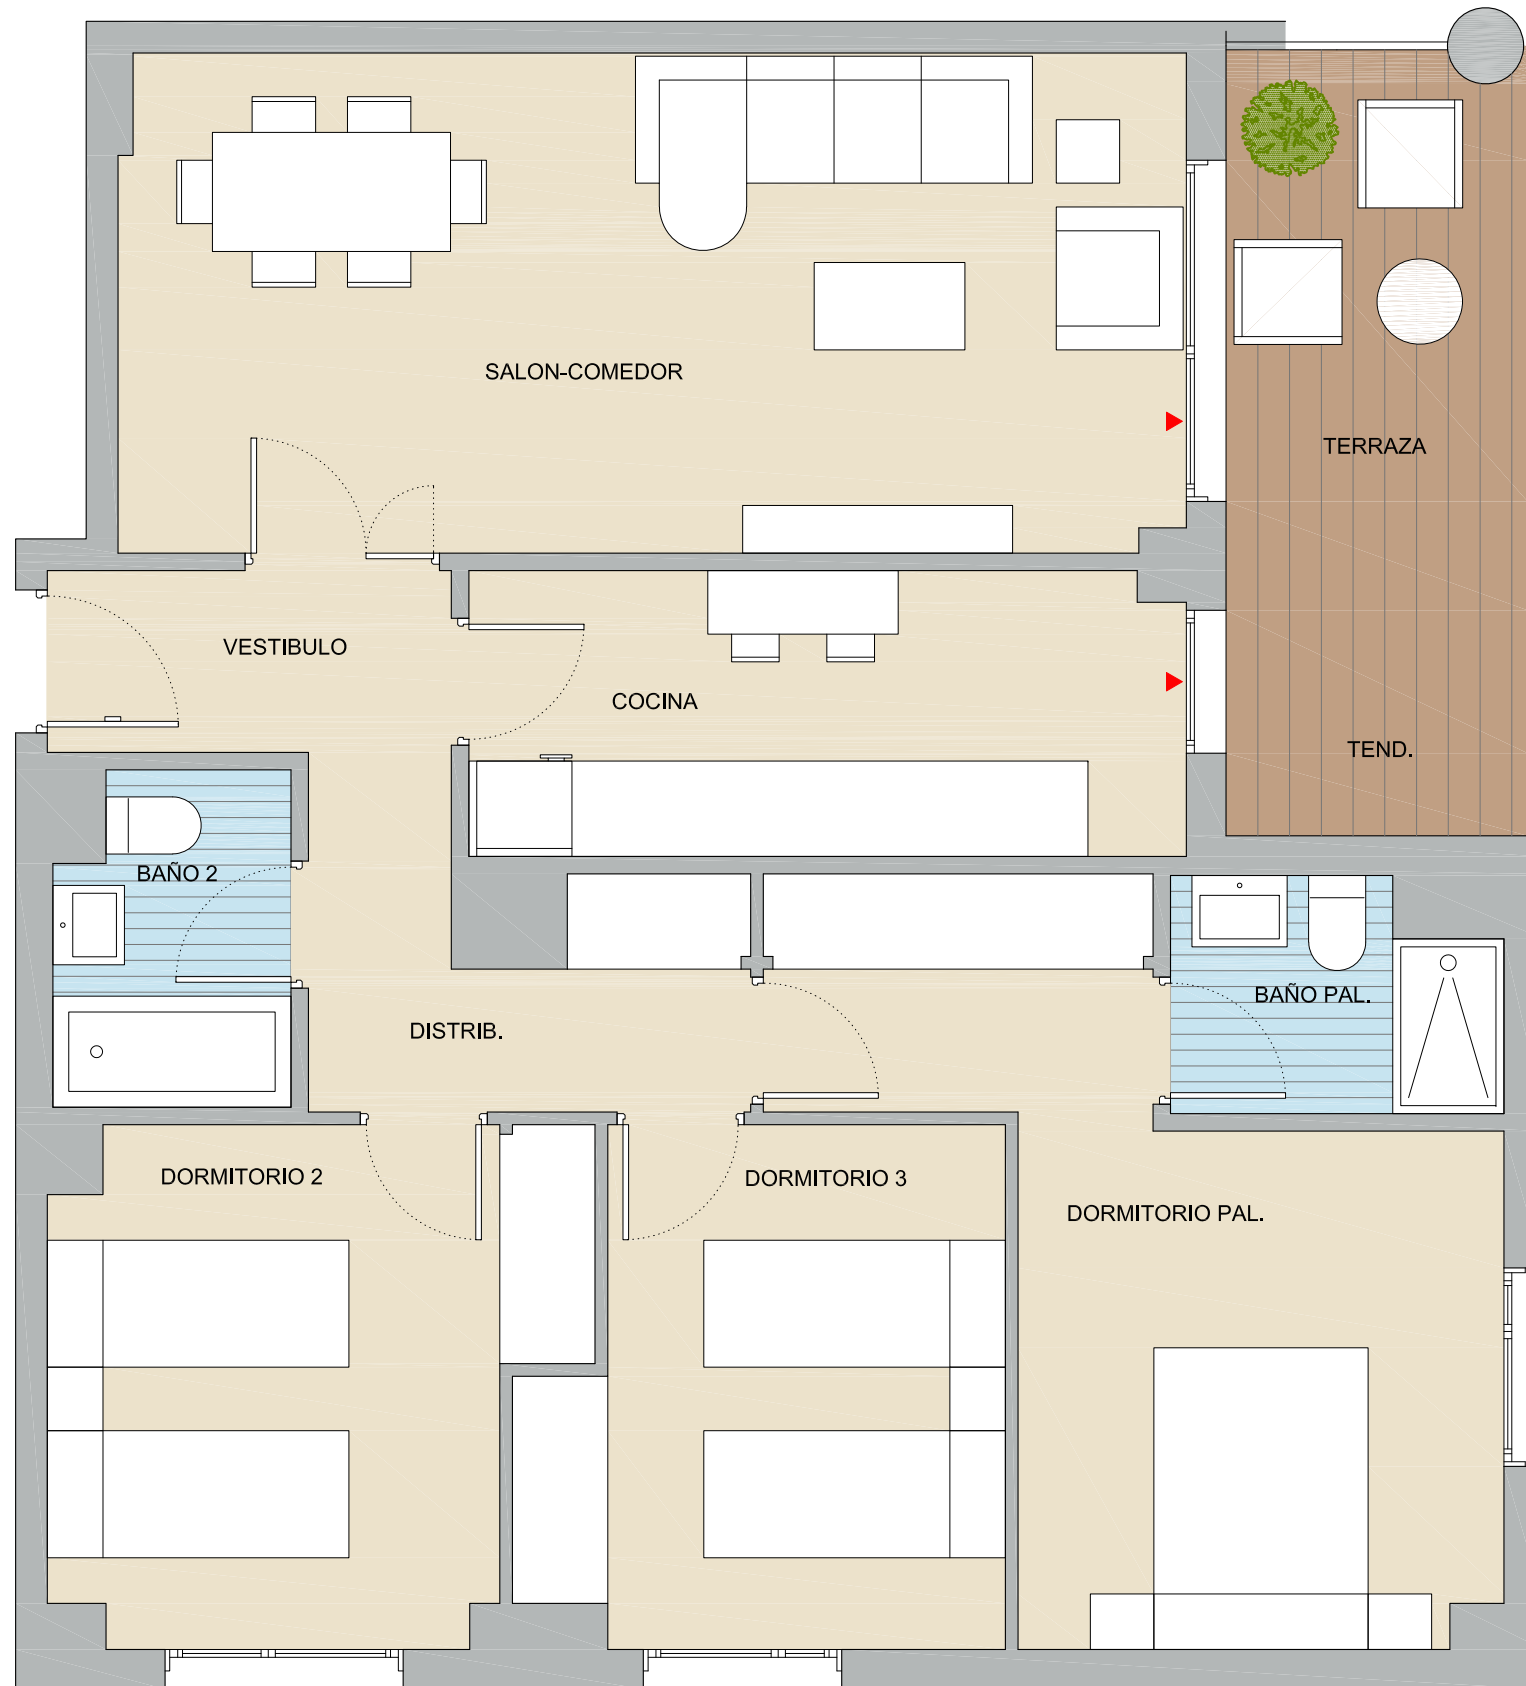 SALON-COMEDOR
TERRAZA
VESTIBULO
COCINA
TEND.
BAÑO 2
BAÑO PAL.
DISTRIB.
DORMITORIO 2
DORMITORIO 3
DORMITORIO PAL.